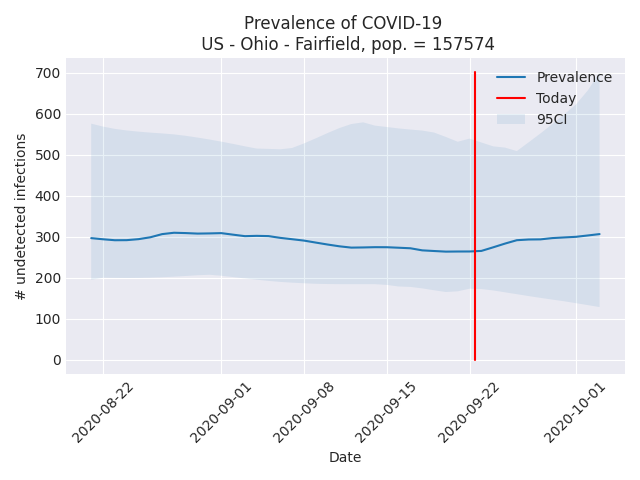 Prevalence of COVID-19
US - Ohio - Fairfield, pop. = 157574
700
600
500
400
300
200
100
0
# undetected infections
Prevalence
Today
95CI
2020-08-22
2020-09-01
2020-09-08
2020-09-15
2020-09-22
2020-10-01
Date